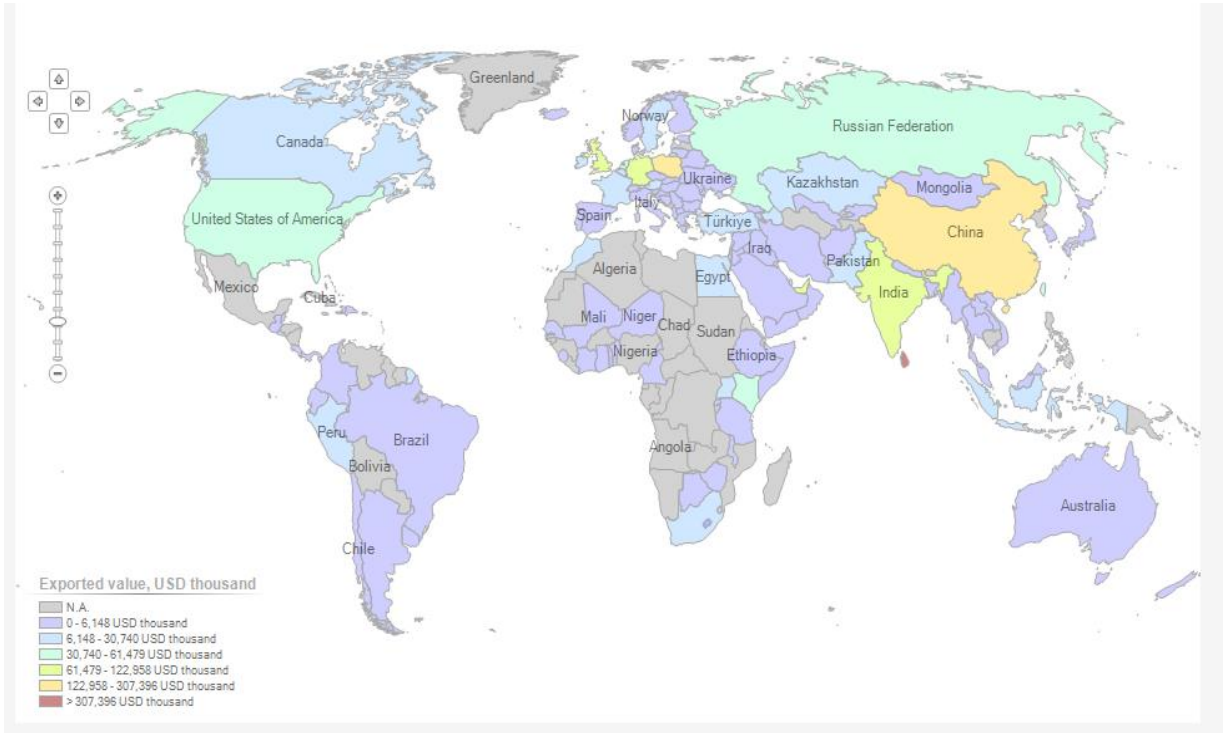 Greenland
Norway
Russian Federation
Canada
Ukraine
Kazakhstan
Mongolia
Italy
United States of America
Spain
Türkiye
China
Iraq
Pakistan
Algeria
Egypt
Mexico
India
Cuba
Mali
Niger
Chad
Sudan
Nigeria
Ethiopia
Peru
Brazil
Angola
Bolivia
Australia
Chile
Exported value, USD thousand
N.A.
0 - 6,148 USD thousand
6,148 - 30,740 USD thousand
30,740 - 61,479 USD thousand
61,479 - 122,958 USD thousand
122,958 - 307,396 USD thousand
> 307,396 USD thousand